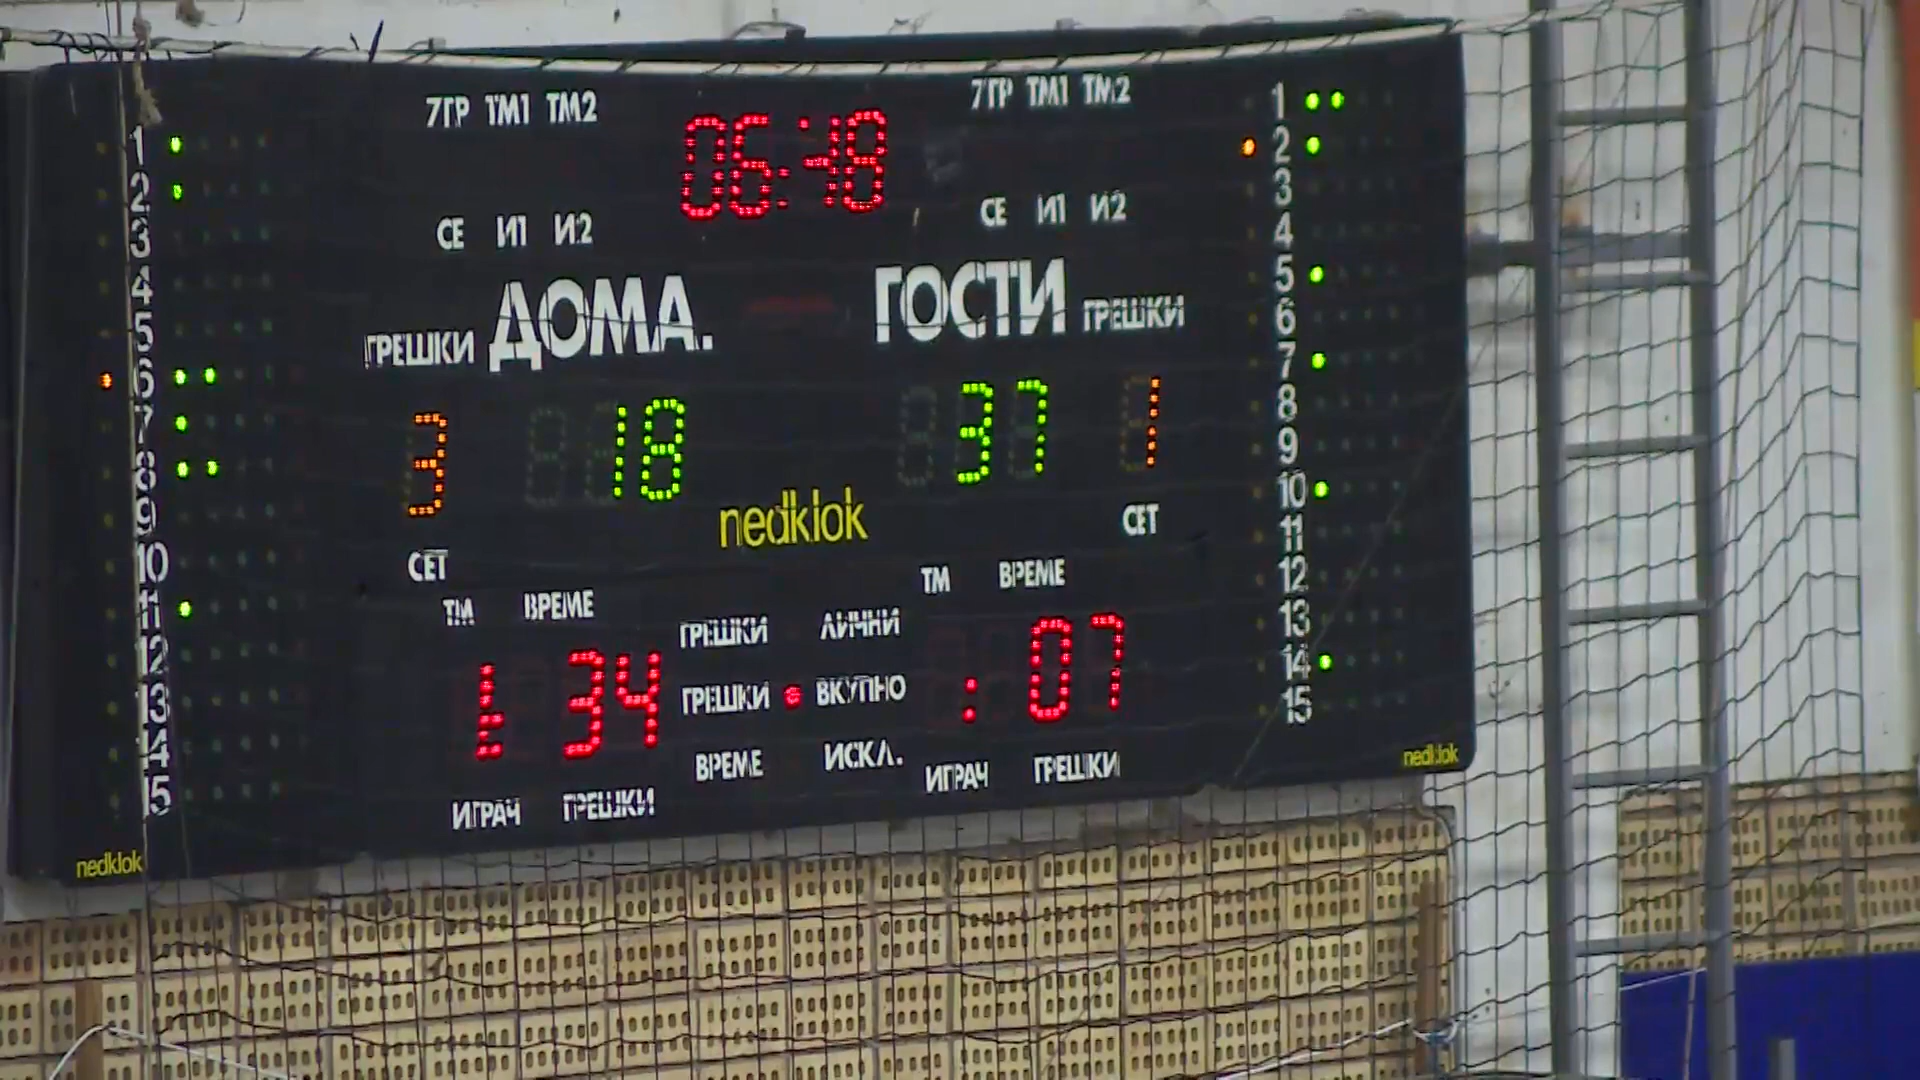 7ГР ТМ1 ТМ2
06:48
7ГР ТМ1 ТМ2
СЕ И1 И2
СЕ И1 И2
ГРЕШКИ ДОМА.
ГОСТИ ГРЕШКИ
3 18
37 1
nedklok
СЕТ
СЕТ
ТМ ВРЕМЕ
ТМ ВРЕМЕ
ГРЕШКИ ЛИЧНИ
34
ГРЕШКИ ВКУПНО
: 07
ВРЕМЕ ИСКЛ.
ИГРАЧ ГРЕШКИ
ИГРАЧ ГРЕШКИ
1
2
3
4
5
6
7
8
9
10
11
12
13
14
15
nedklok
1
2
3
4
5
6
7
8
9
10
11
12
13
14
15
nedklok